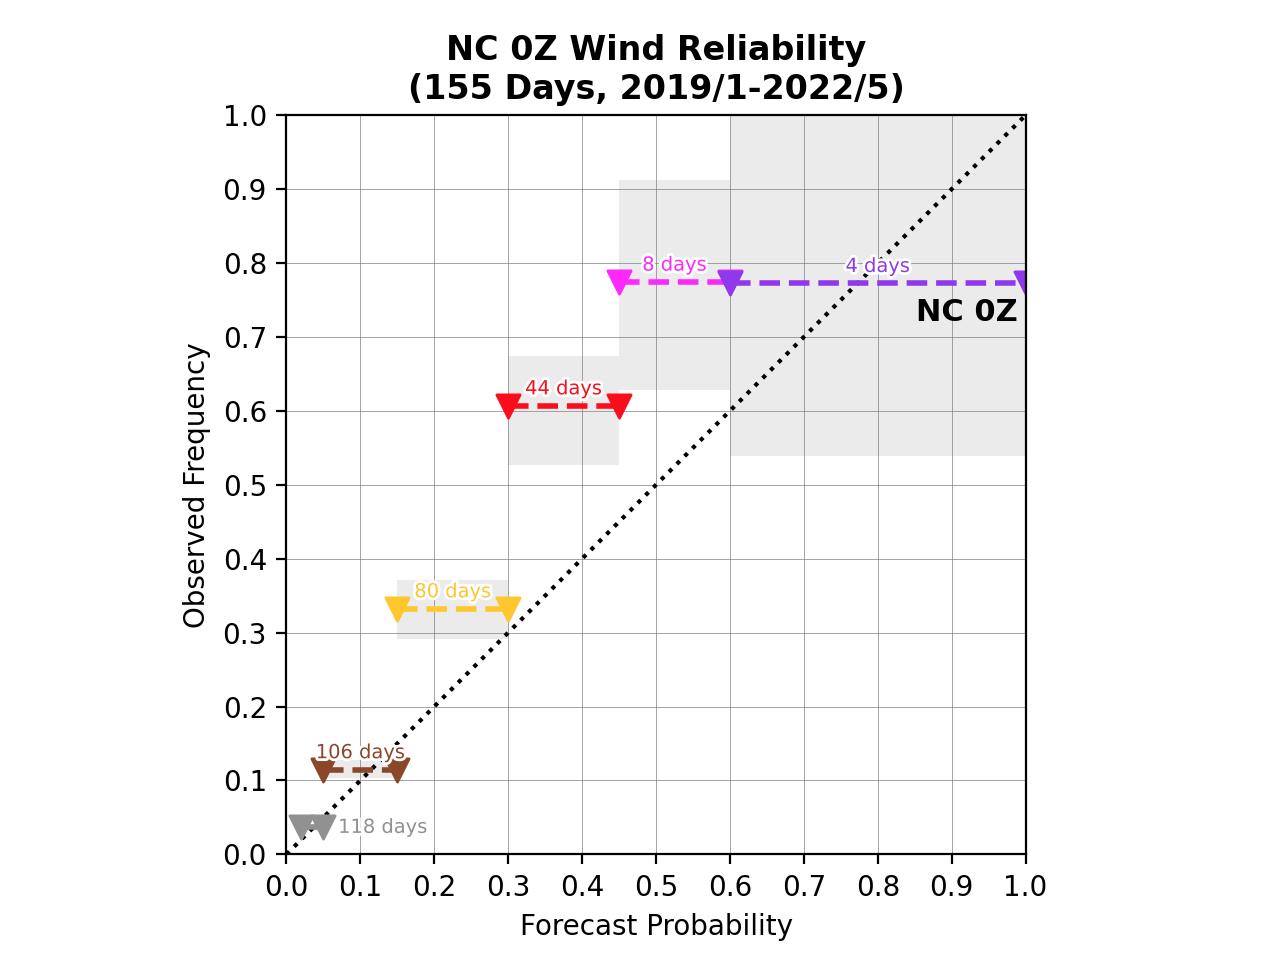 NC 0Z Wind Reliability
(155 Days, 2019/1-2022/5)
1.0
0.9
0.8
0.7
0.6
0.5
0.4
0.3
0.2
0.1
0.0
Observed Frequency
8 days
4 days
NC 0Z
44 days
80 days
106 days
118 days
0.0 0.1 0.2 0.3 0.4 0.5 0.6 0.7 0.8 0.9 1.0
Forecast Probability